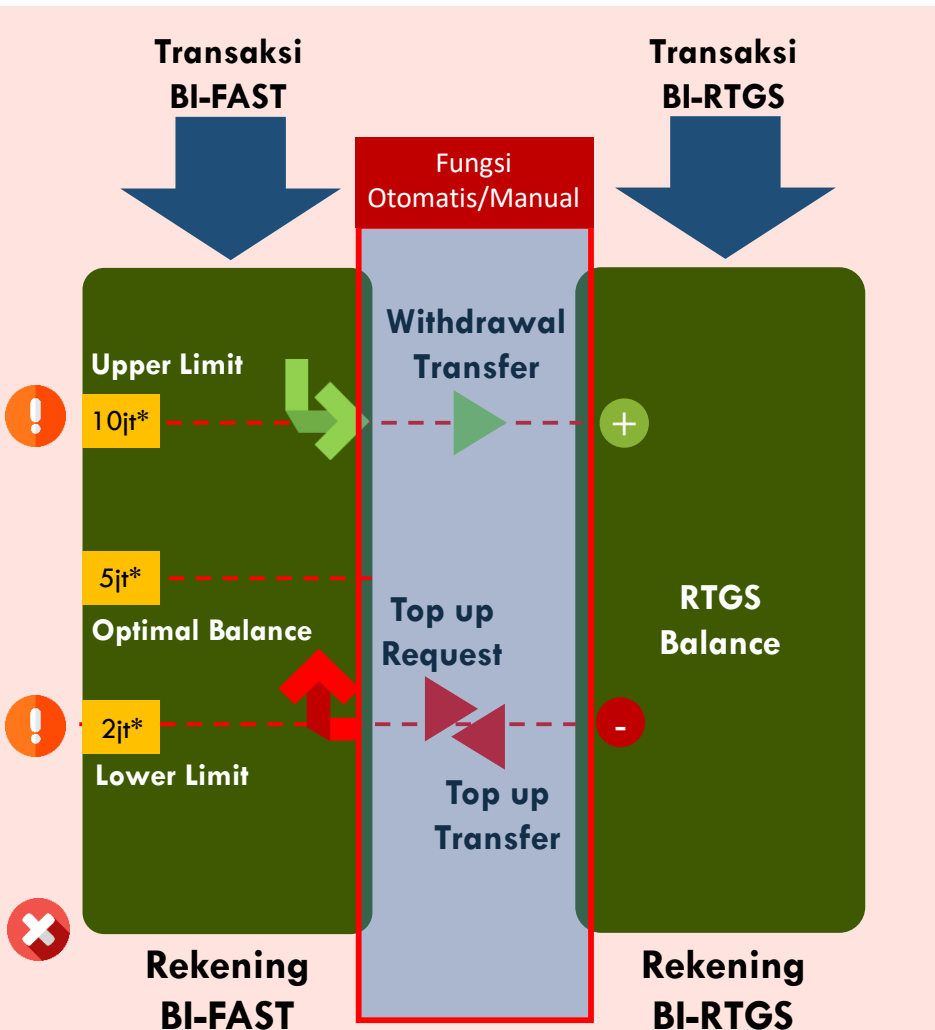 Transaksi
BI-FAST
Transaksi
BI-RTGS
Fungsi
Otomatis/Manual
Upper Limit
10jt*
Withdrawal
Transfer
+
5jt*
Optimal Balance
Top up
Request
RTGS
Balance
2jt*
Lower Limit
-
Top up
Transfer
Rekening
BI-FAST
Rekening
BI-RTGS